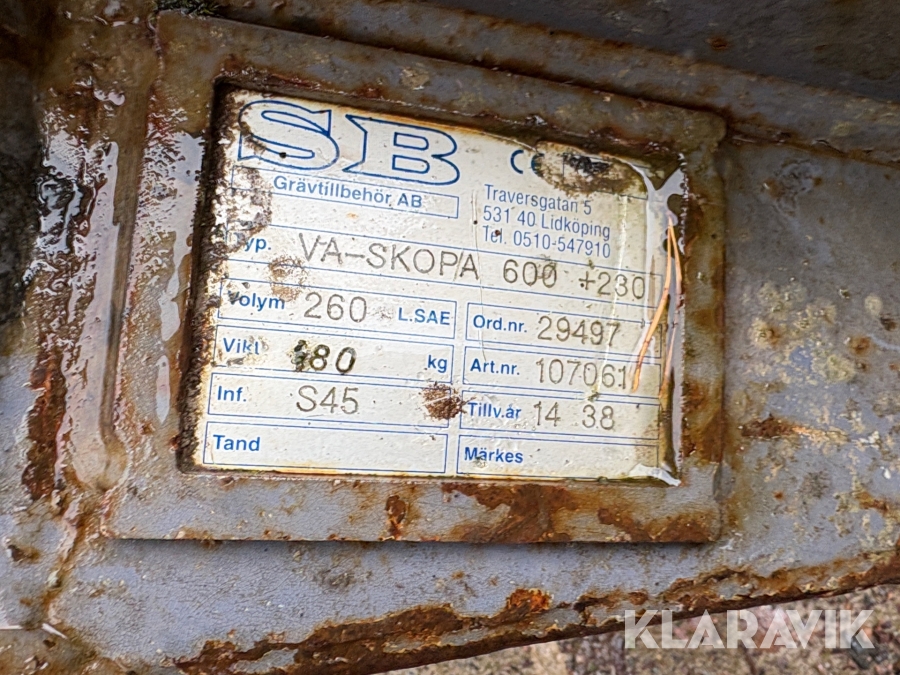 SB
CE
Grävtillbehör AB
Traversgatan 5
531 40 Lidköping
Tel. 0510-547910
Typ. VA-SKOPA 600 +230
Volym 260 L.SAE
Ord.nr. 29497
Vikt kg
Art.nr. 107061
Inf. S45
Tillv.år 14 38
Tand
Märkes
KLARAVIK